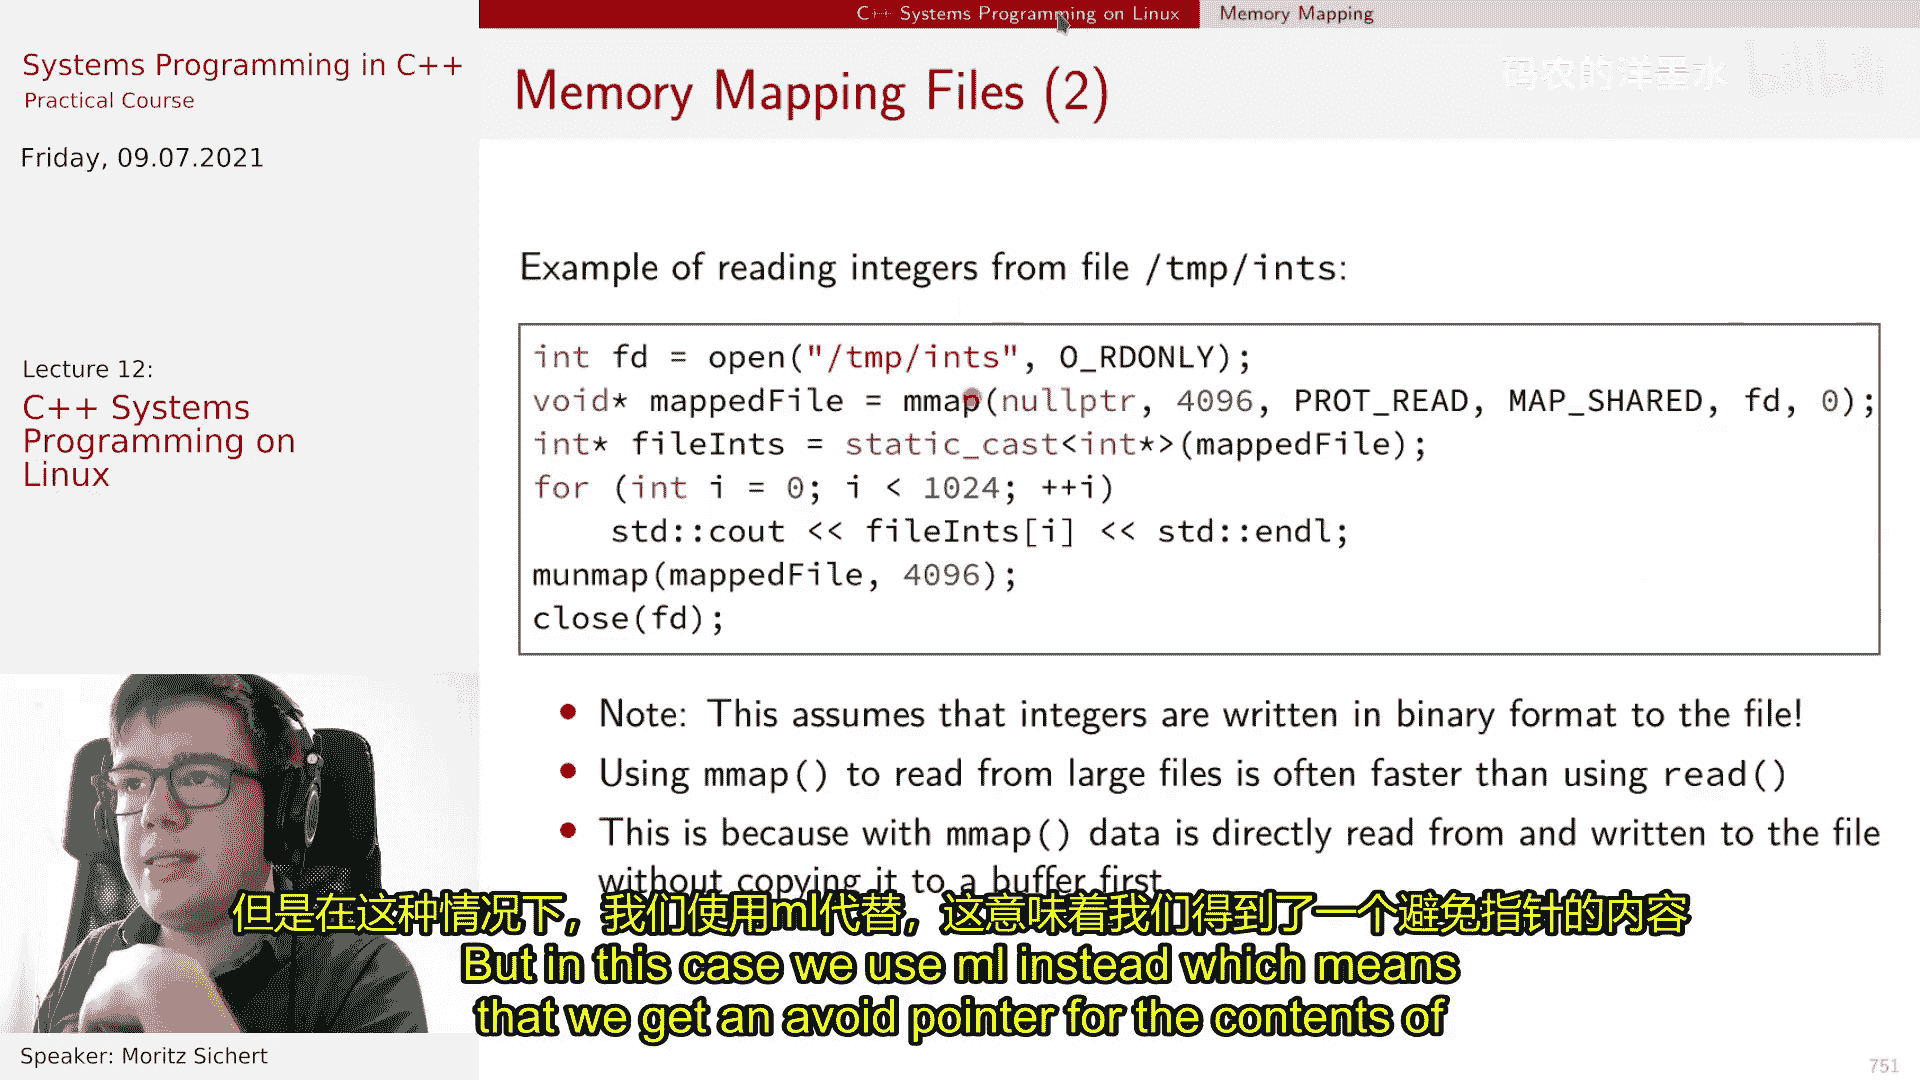 C++ Systems Programming on Linux
Memory Mapping
Systems Programming in C++
Practical Course
Friday, 09.07.2021
Lecture 12:
C++ Systems
Programming on
Linux
Memory Mapping Files (2)
码农的洋墨水
Example of reading integers from file /tmp/ints:
int fd = open("/tmp/ints", O_RDONLY);
void* mappedFile = mmap(nullptr, 4096, PROT_READ, MAP_SHARED, fd, 0);
int* fileInts = static_cast<int*>(mappedFile);
for (int i = 0; i < 1024; ++i)
std::cout << fileInts[i] << std::endl;
munmap(mappedFile, 4096);
close(fd);
Note: This assumes that integers are written in binary format to the file!
Using mmap() to read from large files is often faster than using read()
This is because with mmap() data is directly read from and written to the file
without copying it to a buffer first
但是在这种情况下，我们使用ml代替，这意味着我们得到了一个避免指针的内容
But in this case we use ml instead which means
that we get an avoid pointer for the contents of
Speaker: Moritz Sichert
751